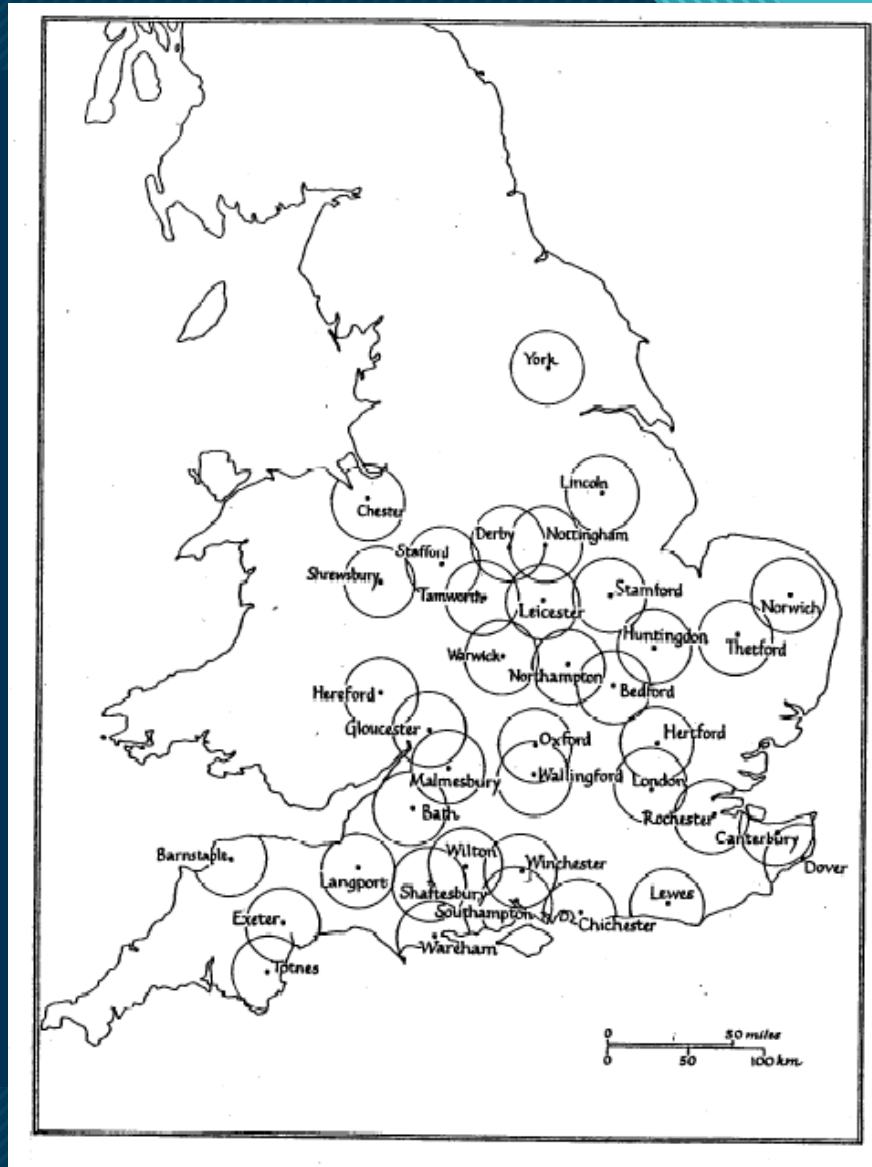 York
Lincoln
Chester
Derby
Nottingham
Stafford
Shrewsbury
Tamworth
Leicester
Stamford
Norwich
Huntingdon
Thetford
Warwick
Northampton
Bedford
Hereford
Gloucester
Oxford
Hertford
Malmesbury
Wallingford
London
Bath
Rochester
Canterbury
Dover
Barnstaple
Langport
Wilton
Winchester
Shaftesbury
Lewes
Southampton
Chichester
Exeter
Wareham
Totnes
0 50 miles
0 50 100 km